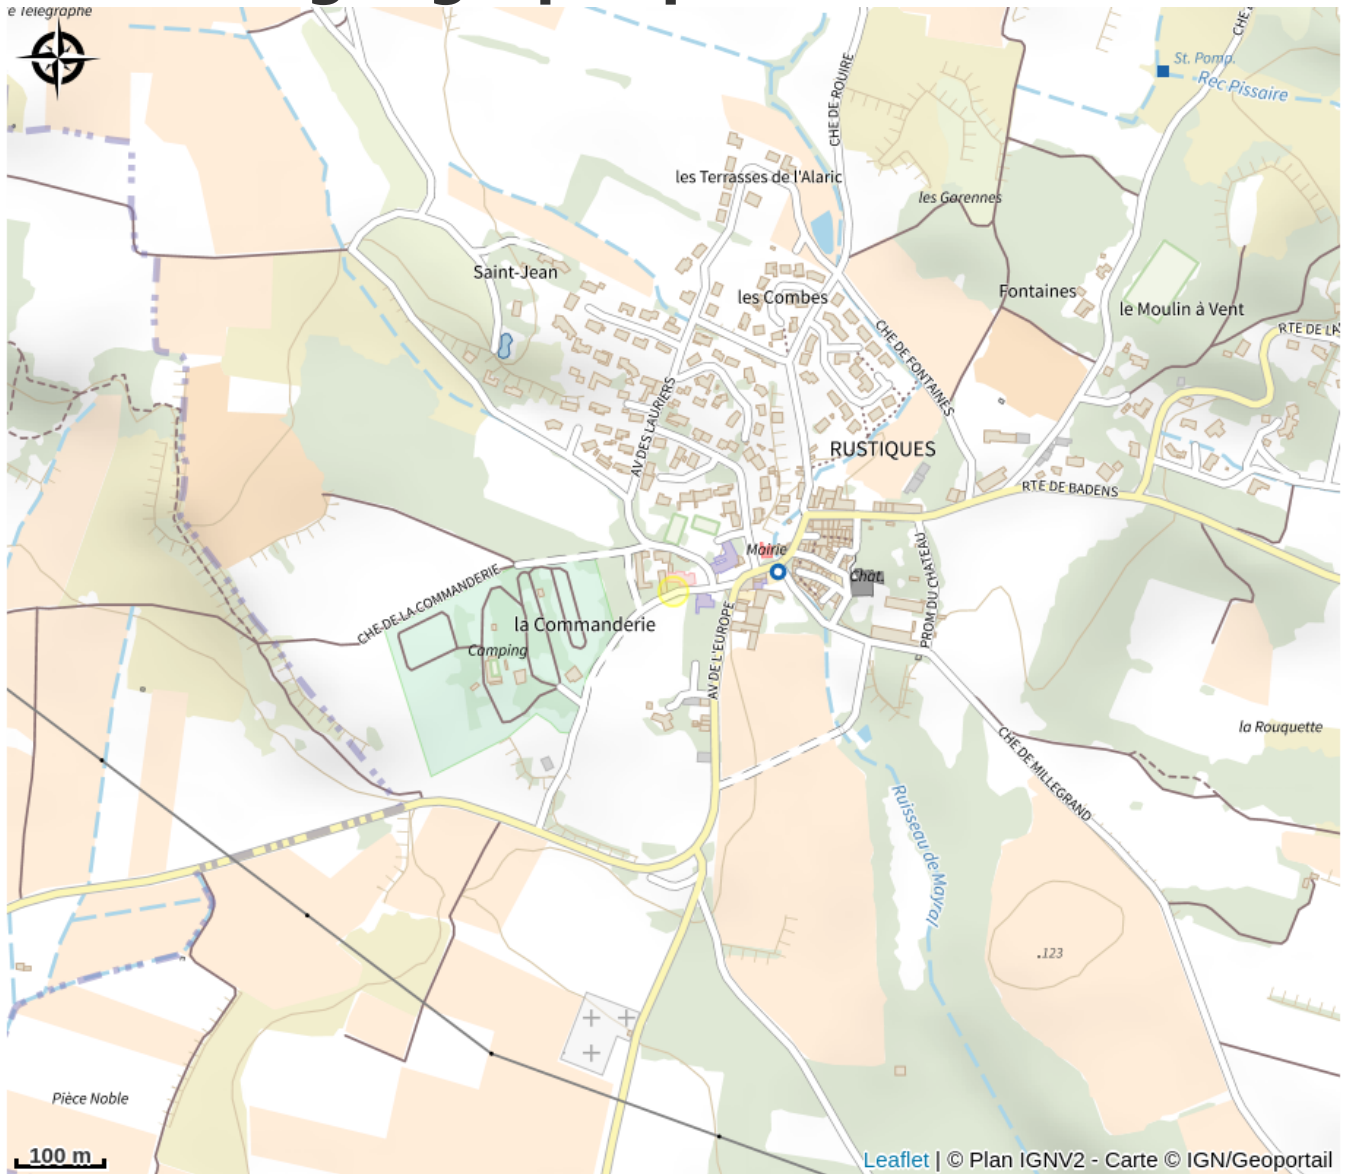 e Télégraphe
CHE
St. Pomp.
Rec Pissaire
CHE DE ROUIRE
les Terrasses de l'Alaric
les Garennes
Saint-Jean
les Combes
Fontaines
le Moulin à Vent
RTE DE LA
CHE DE FONTAINES
AV DES LAURIERS
RUSTIQUES
RTE DE BADENS
Mairie
Chat.
CHE-DE-LA-COMMANDERIE
la Commanderie
Camping
AV DE L'EUROPE
PROM DU CHATEAU
la Rouquette
CHE DE MILLEGRAND
Ruisseau de Mayral
.123
Pièce Noble
100 m
Leaflet | © Plan IGNV2 - Carte © IGN/Geoportail